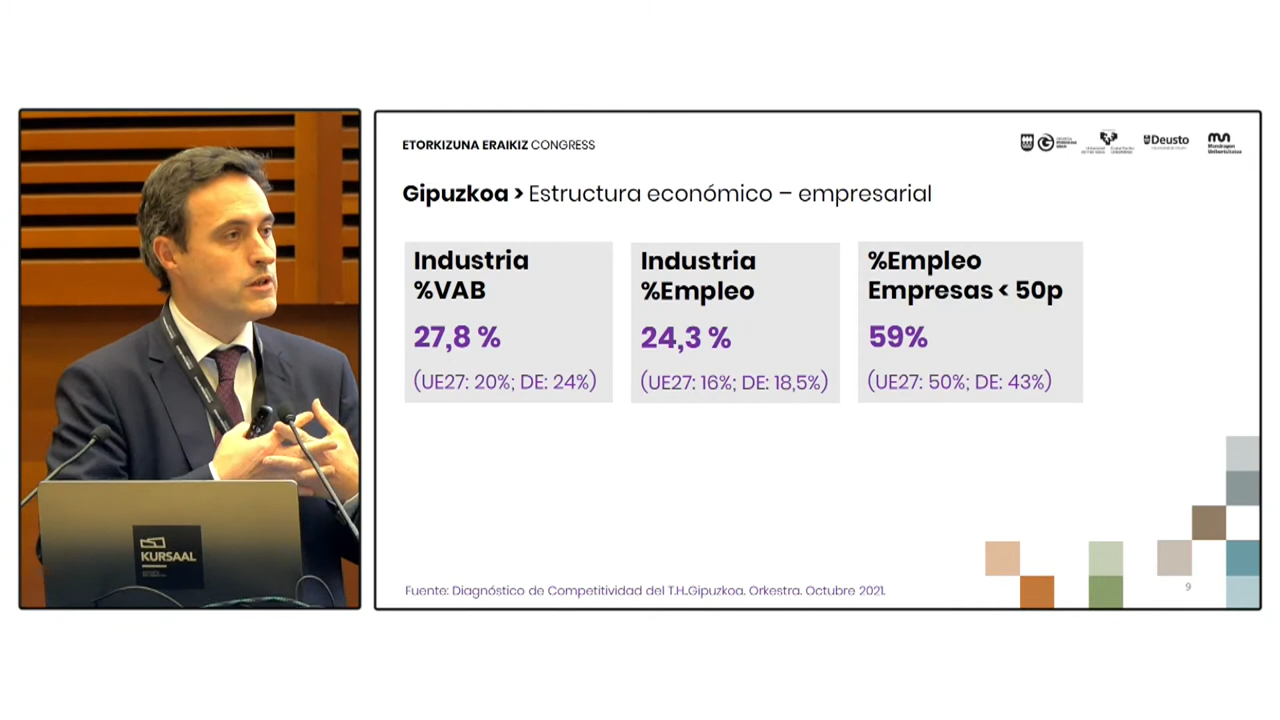 ETORKIZUNA ERAIKIZ CONGRESS
Deusto
Mondragon
Unibertsitatea
Gipuzkoa > Estructura económico – empresarial
Industria
%VAB
27,8 %
(UE27: 20%; DE: 24%)
Industria
%Empleo
24,3 %
(UE27: 16%; DE: 18,5%)
%Empleo
Empresas < 50p
59%
(UE27: 50%; DE: 43%)
KURSAAL
Fuente: Diagnóstico de Competitividad del T.H.Gipuzkoa. Orkestra. Octubre 2021.
9